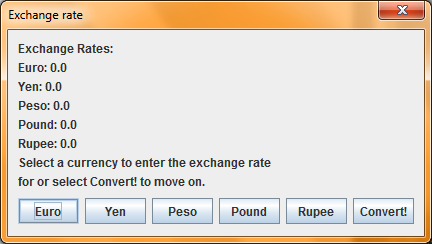 Exchange rate
Exchange Rates:
Euro: 0.0
Yen: 0.0
Peso: 0.0
Pound: 0.0
Rupee: 0.0
Select a currency to enter the exchange rate
for or select Convert! to move on.
Euro Yen Peso Pound Rupee Convert!